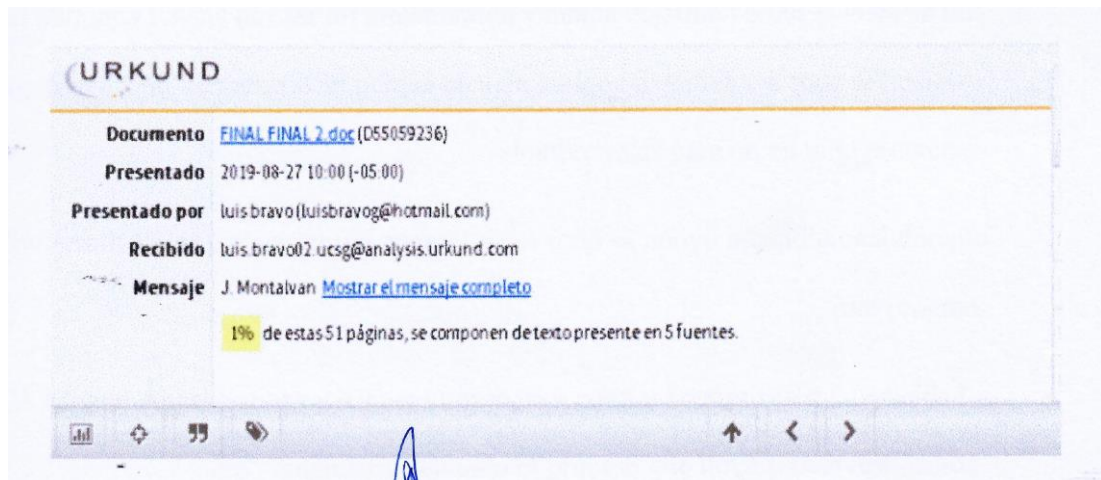 URKUND
Documento FINAL FINAL 2.doc (D55059236)
Presentado 2019-08-27 10:00 (-05:00)
Presentado por luis bravo (luisbravog@hotmail.com)
Recibido luis.bravo02.ucsg@analysis.urkund.com
Mensaje J. Montalvan Mostrar el mensaje completo
1% de estas 51 páginas, se componen de texto presente en 5 fuentes.